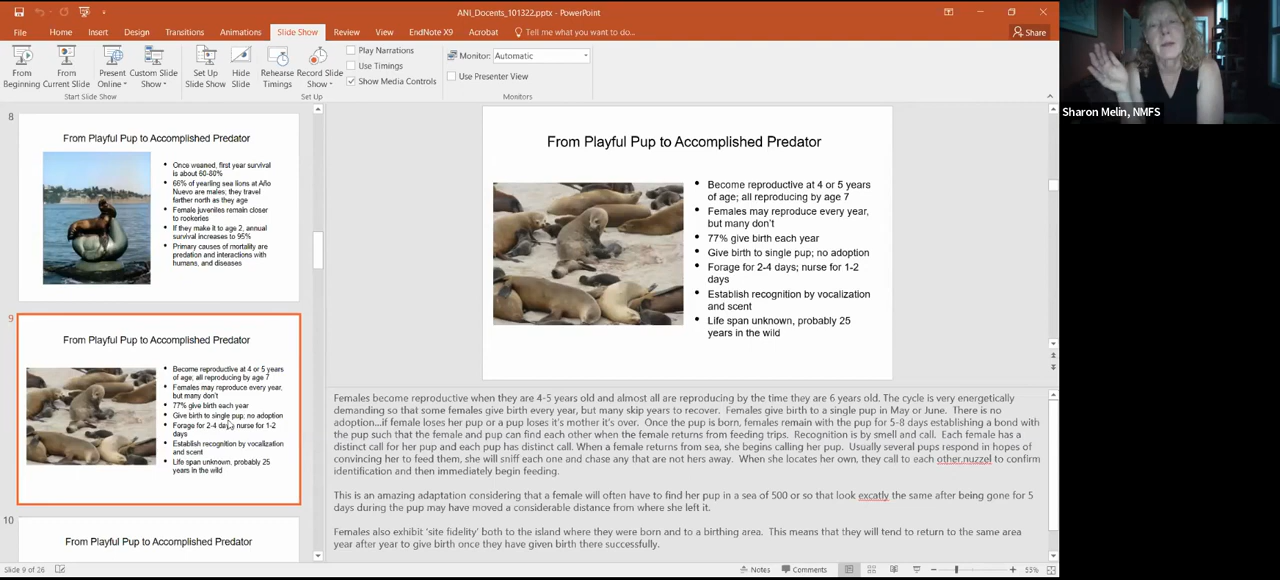 ANI_Docents_101322.pptx - PowerPoint
File Home Insert Design Transitions Animations Slide Show Review View EndNote X9 Acrobat Tell me what you want to do... Share
From Beginning
From Current Slide
Present Online
Custom Slide Show
Set Up Slide Show
Hide Slide
Rehearse Timings
Record Slide Show
Play Narrations
Use Timings
Show Media Controls
Monitor: Automatic
Use Presenter View
Start Slide Show
Set Up
Monitors
Sharon Melin, NMFS
8
From Playful Pup to Accomplished Predator
• Once weaned, first year survival
is about 60-80%
• 66% of yearling sea lions at Año
Nuevo are males; they travel
farther north as they age
• Female juveniles remain closer
to rookeries
• If they make it to age 2, annual
survival increases to 95%
• Primary causes of mortality are
predation and interactions with
humans, and diseases
9
From Playful Pup to Accomplished Predator
• Become reproductive at 4 or 5 years
of age; all reproducing by age 7
• Females may reproduce every year,
but many don't
• 77% give birth each year
• Give birth to single pup; no adoption
• Forage for 2-4 days; nurse for 1-2
days
• Establish recognition by vocalization
and scent
• Life span unknown, probably 25
years in the wild
10
From Playful Pup to Accomplished Predator
From Playful Pup to Accomplished Predator
• Become reproductive at 4 or 5 years
of age; all reproducing by age 7
• Females may reproduce every year,
but many don't
• 77% give birth each year
• Give birth to single pup; no adoption
• Forage for 2-4 days; nurse for 1-2
days
• Establish recognition by vocalization
and scent
• Life span unknown, probably 25
years in the wild
Females become reproductive when they are 4-5 years old and almost all are reproducing by the time they are 6 years old. The cycle is very energetically
demanding so that some females give birth every year, but many skip years to recover. Females give birth to a single pup in May or June. There is no
adoption...if female loses her pup or a pup loses it's mother it's over. Once the pup is born, females remain with the pup for 5-8 days establishing a bond with
the pup such that the female and pup can find each other when the female returns from feeding trips. Recognition is by smell and call. Each female has a
distinct call for her pup and each pup has distinct call. When a female returns from sea, she begins calling her pup. Usually several pups respond in hopes of
convincing her to feed them, she will sniff each one and chase any that are not hers away. When she locates her own, they call to each other,nuzzel to confirm
identification and then immediately begin feeding.
This is an amazing adaptation considering that a female will often have to find her pup in a sea of 500 or so that look excatly the same after being gone for 5
days during the pup may have moved a considerable distance from where she left it.
Females also exhibit 'site fidelity' both to the island where they were born and to a birthing area. This means that they will tend to return to the same area
year after year to give birth once they have given birth there successfully.
Slide 9 of 26 Notes Comments 55%